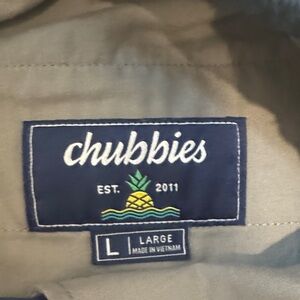 chubbies
EST. 2011
L LARGE
MADE IN VIETNAM